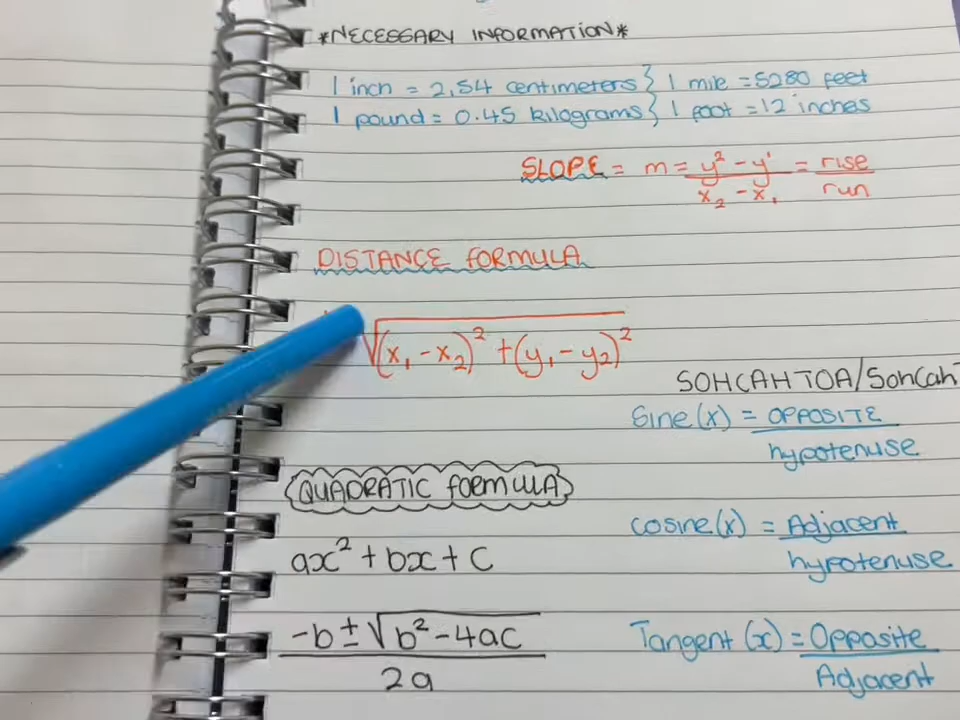 *NECESSARY INFORMATION*
1 inch = 2,54 centimeters } 1 mile = 5280 feet
1 pound = 0.45 kilograms } 1 foot = 12 inches
SLOPE = m = y² - y¹ / x₂ - x₁ = rise / run
DISTANCE FORMULA
√(x₁ - x₂)² + (y₁ - y₂)²
SOHCAHTOA/SohCah
Sine(x) = OPPOSITE / hypotenuse
QUADRATIC FORMULA
cosine(x) = Adjacent / hypotenuse
ax² + bx + c
-b ± √b² - 4ac / 2a
Tangent (x) = Opposite / Adjacent